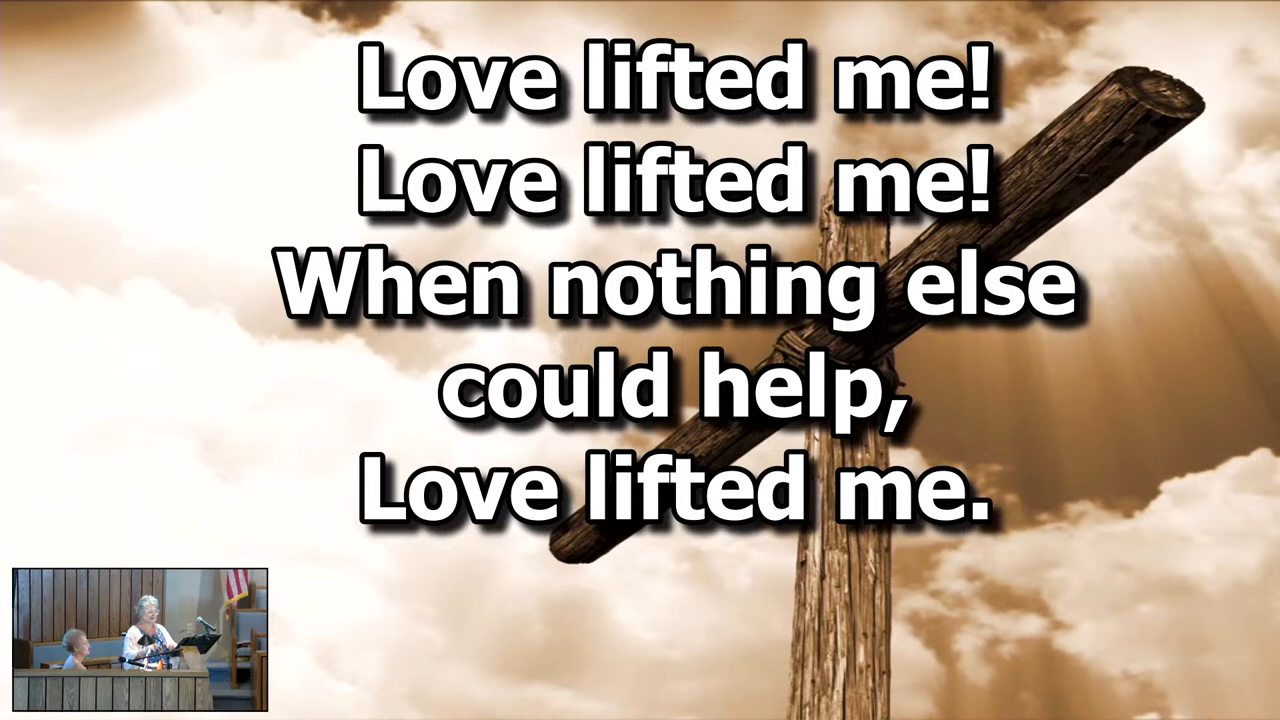 Love lifted me!
Love lifted me!
When nothing else
could help,
Love lifted me.